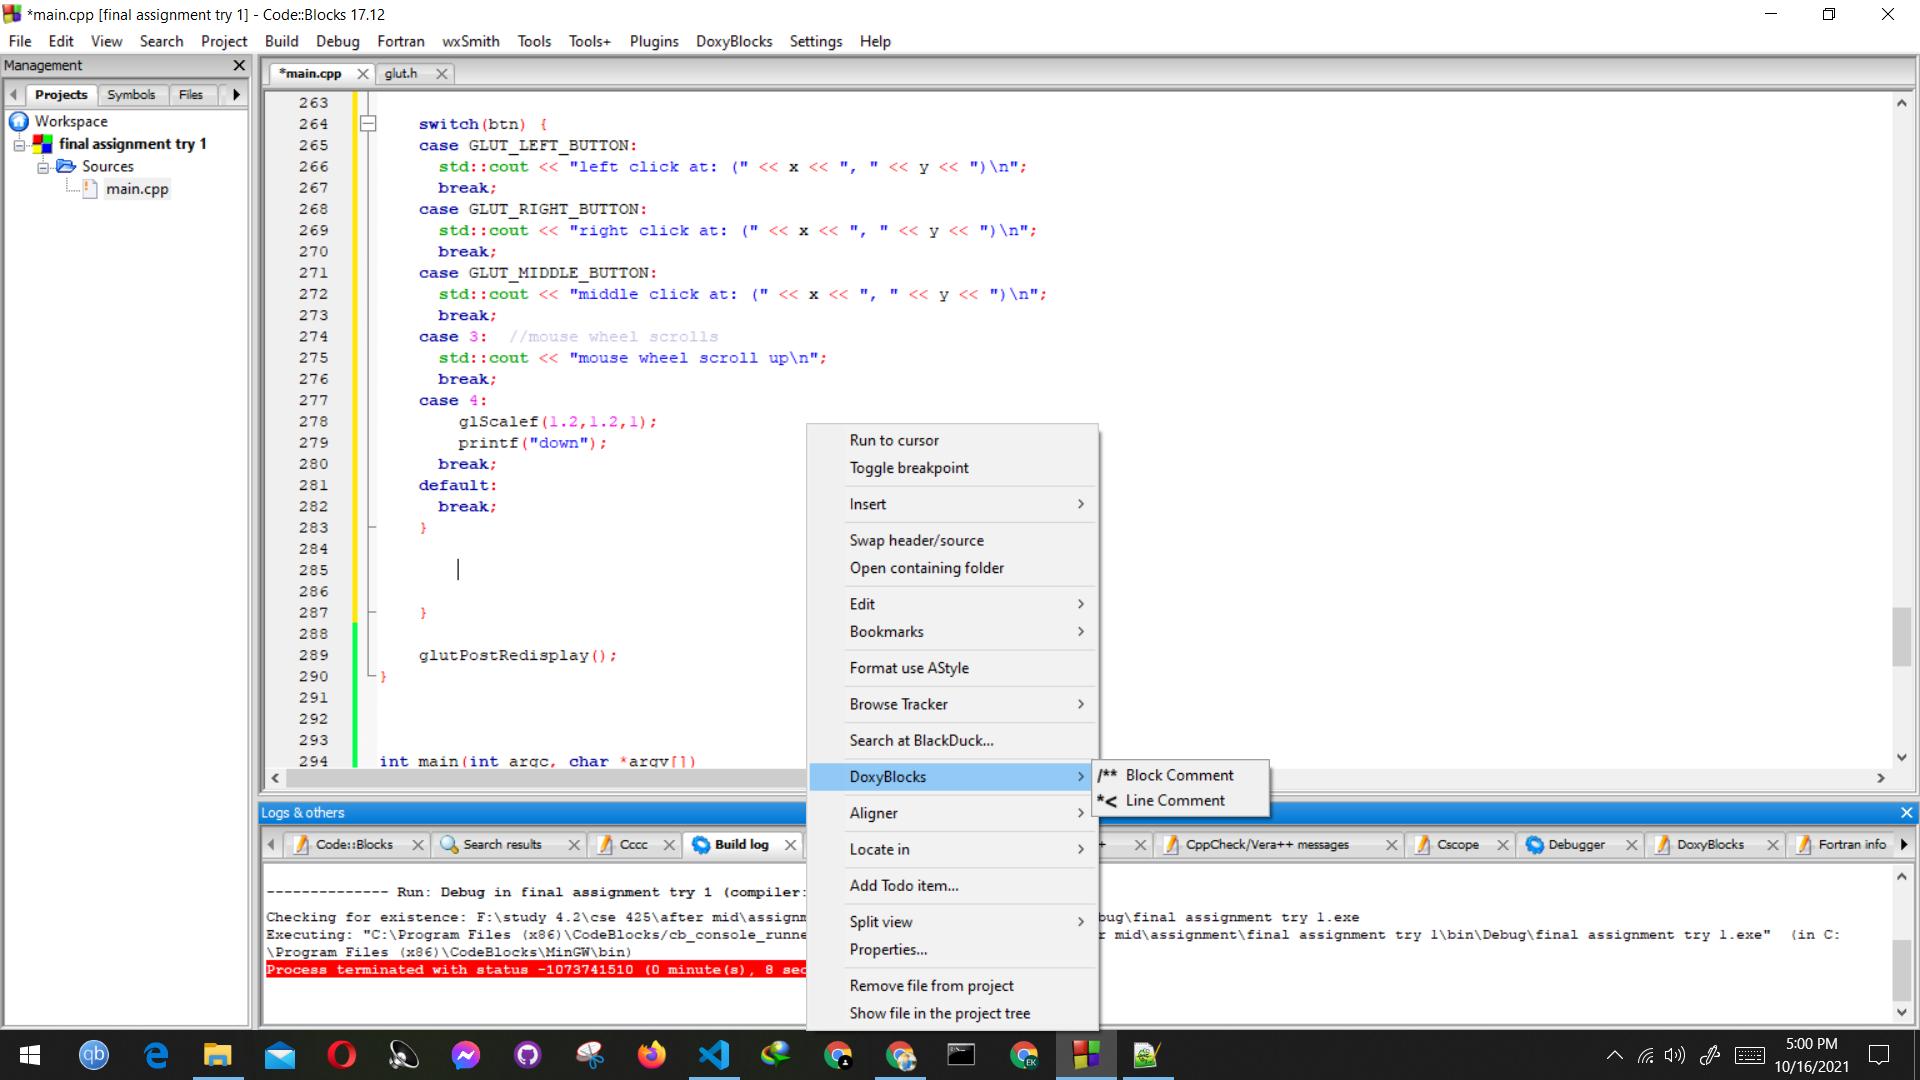 *main.cpp [final assignment try 1] - Code::Blocks 17.12
File Edit View Search Project Build Debug Fortran wxSmith Tools Tools+ Plugins DoxyBlocks Settings Help
Management
Projects Symbols Files
Workspace
final assignment try 1
Sources
main.cpp
*main.cpp glut.h
263
264 switch(btn) {
265 case GLUT_LEFT_BUTTON:
266 std::cout << "left click at: (" << x << ", " << y << ")\n";
267 break;
268 case GLUT_RIGHT_BUTTON:
269 std::cout << "right click at: (" << x << ", " << y << ")\n";
270 break;
271 case GLUT_MIDDLE_BUTTON:
272 std::cout << "middle click at: (" << x << ", " << y << ")\n";
273 break;
274 case 3: //mouse wheel scrolls
275 std::cout << "mouse wheel scroll up\n";
276 break;
277 case 4:
278 glScalef(1.2,1.2,1);
279 printf("down");
280 break;
281 default:
282 break;
283 }
284
285
286
287 }
288
289 glutPostRedisplay();
290 }
291
292
293
294 int main(int argc, char *argv[])
Run to cursor
Toggle breakpoint
Insert
Swap header/source
Open containing folder
Edit
Bookmarks
Format use AStyle
Browse Tracker
Search at BlackDuck...
DoxyBlocks
Aligner
Locate in
Add Todo item...
Split view
Properties...
Remove file from project
Show file in the project tree
/** Block Comment
*< Line Comment
Logs & others
Code::Blocks Search results Cccc Build log + CppCheck/Vera++ messages Cscope Debugger DoxyBlocks Fortran info
-------------- Run: Debug in final assignment try 1 (compiler:
Checking for existence: F:\study 4.2\cse 425\after mid\assignm bug\final assignment try 1.exe
Executing: "C:\Program Files (x86)\CodeBlocks/cb_console_runne r mid\assignment\final assignment try 1\bin\Debug\final assignment try 1.exe" (in C:
\Program Files (x86)\CodeBlocks\MinGW\bin)
Process terminated with status -1073741510 (0 minute(s), 8 sec
qb
EK
5:00 PM
10/16/2021